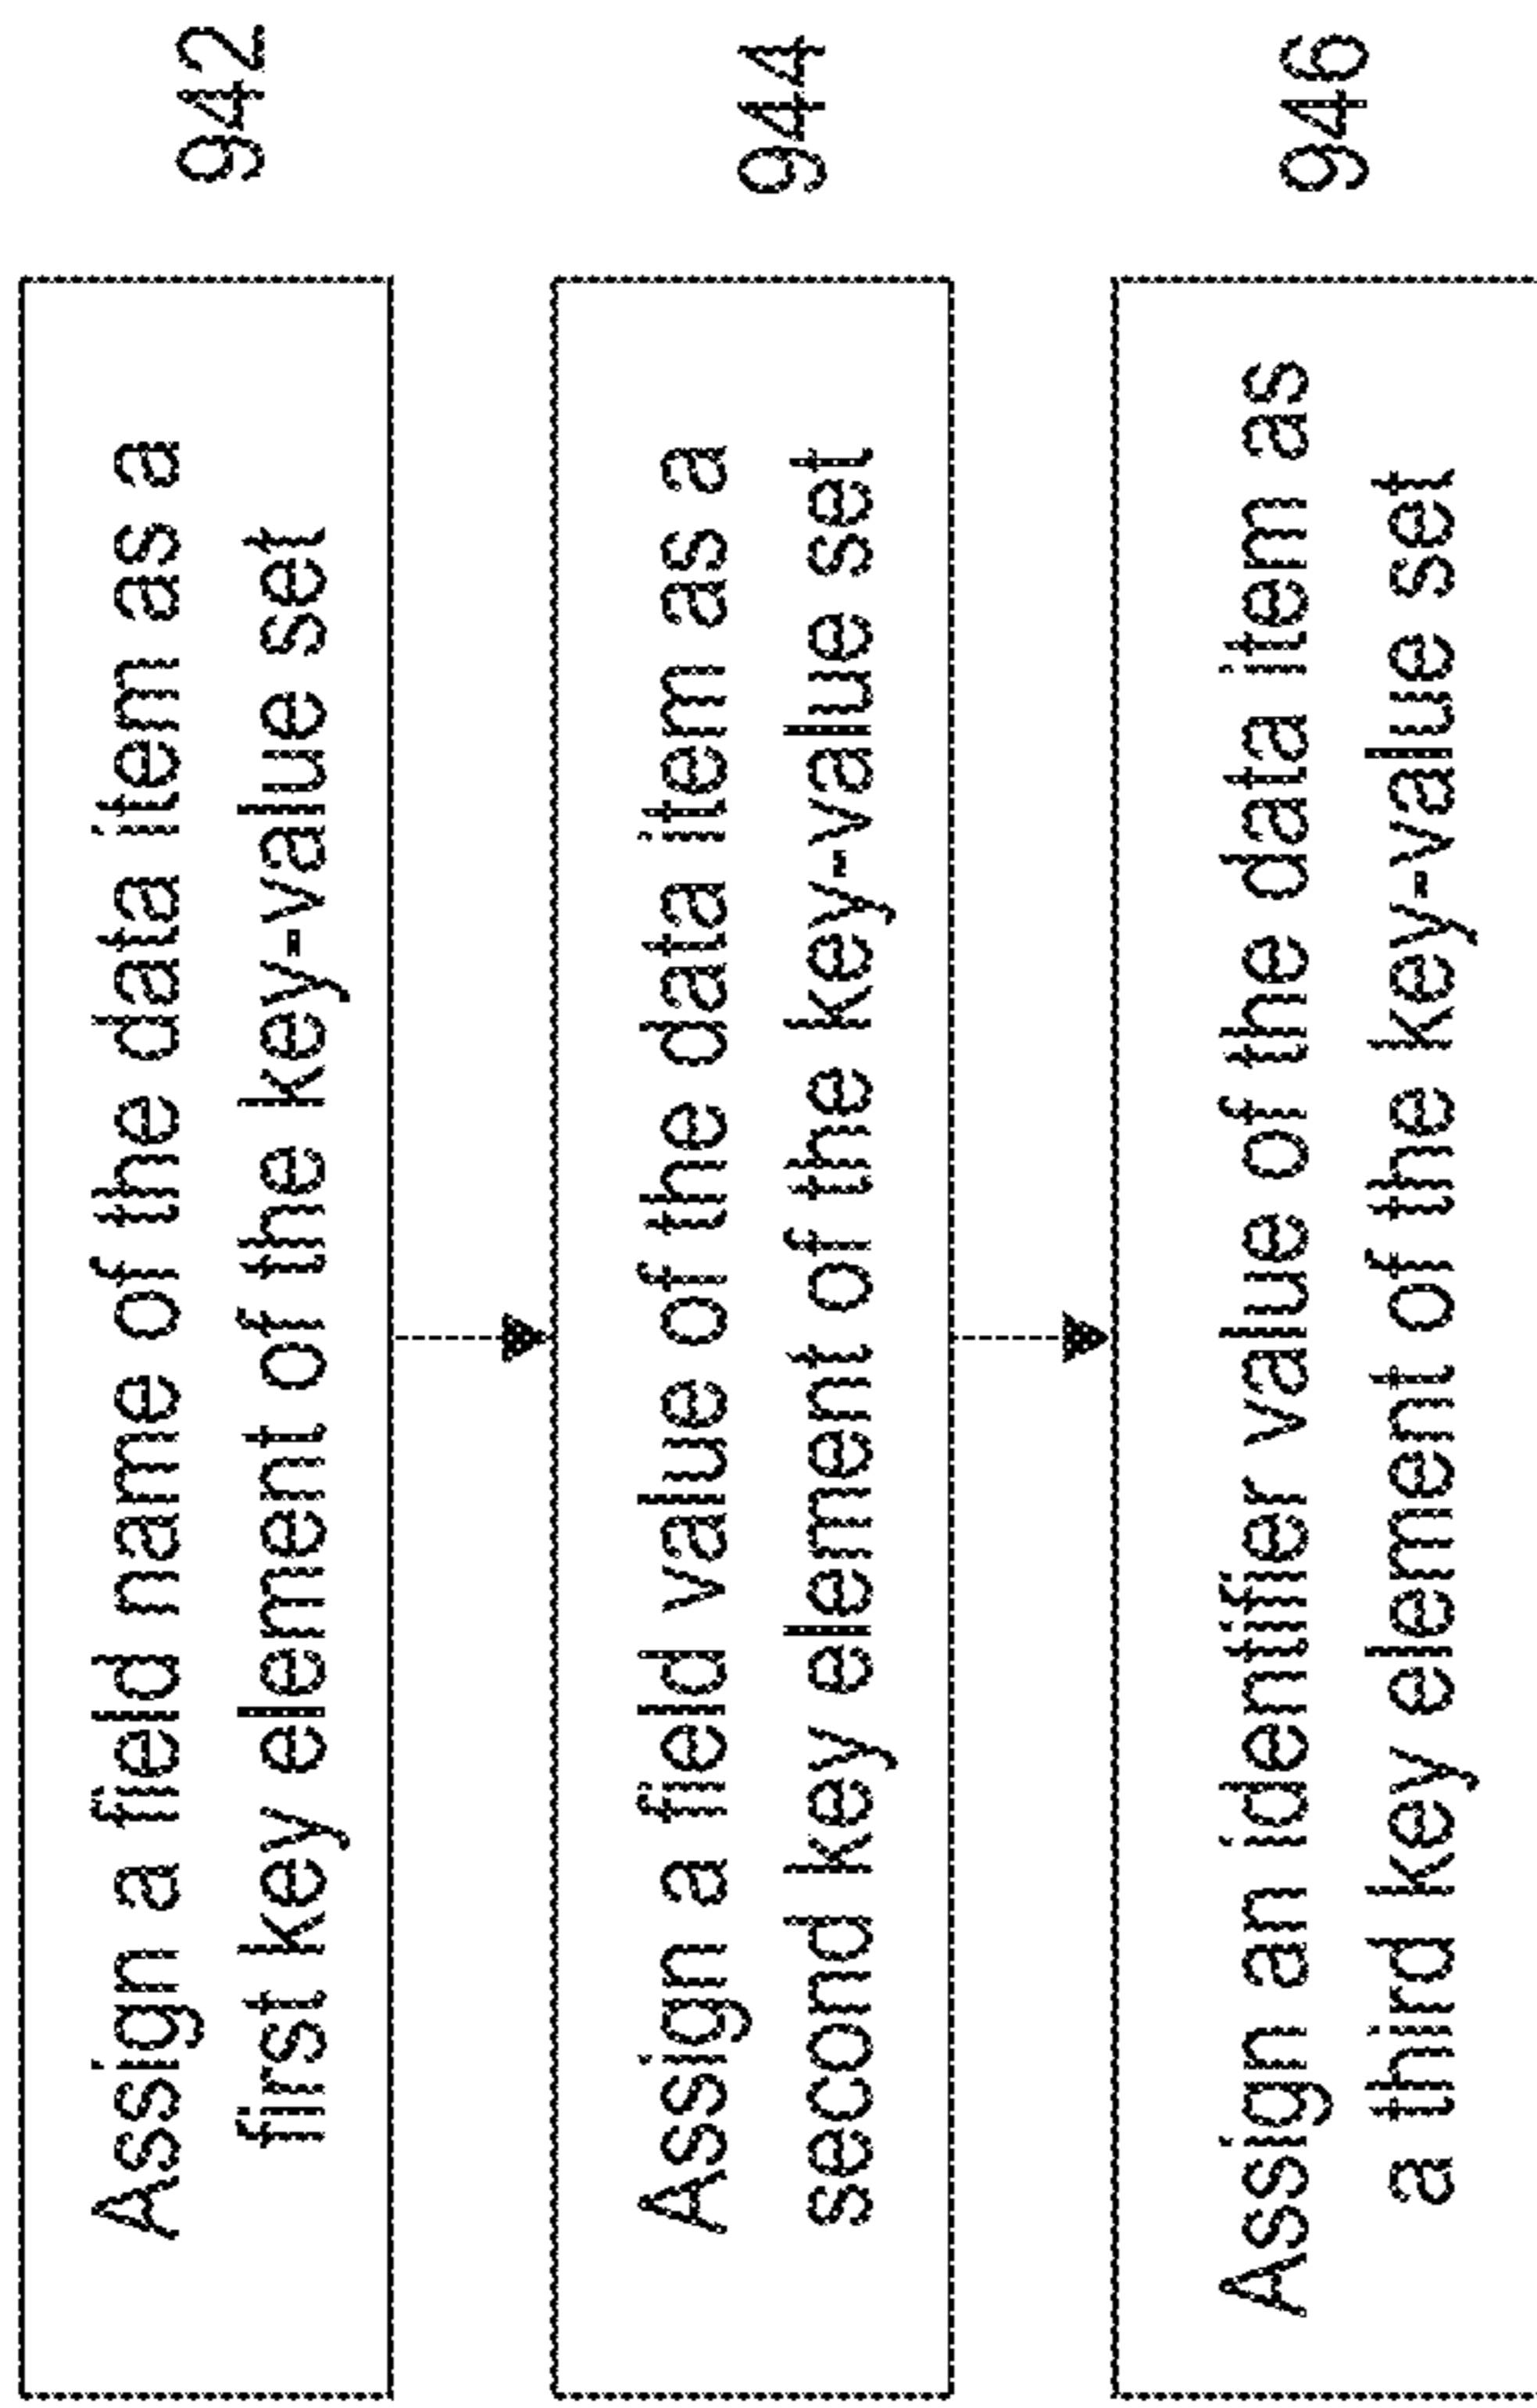 Assign a field name of the data item as a
first key element of the key-value set
942
Assign a field value of the data item as a
second key element of the key-value set
944
Assign an identifier value of the data item as
a third key element of the key-value set
946